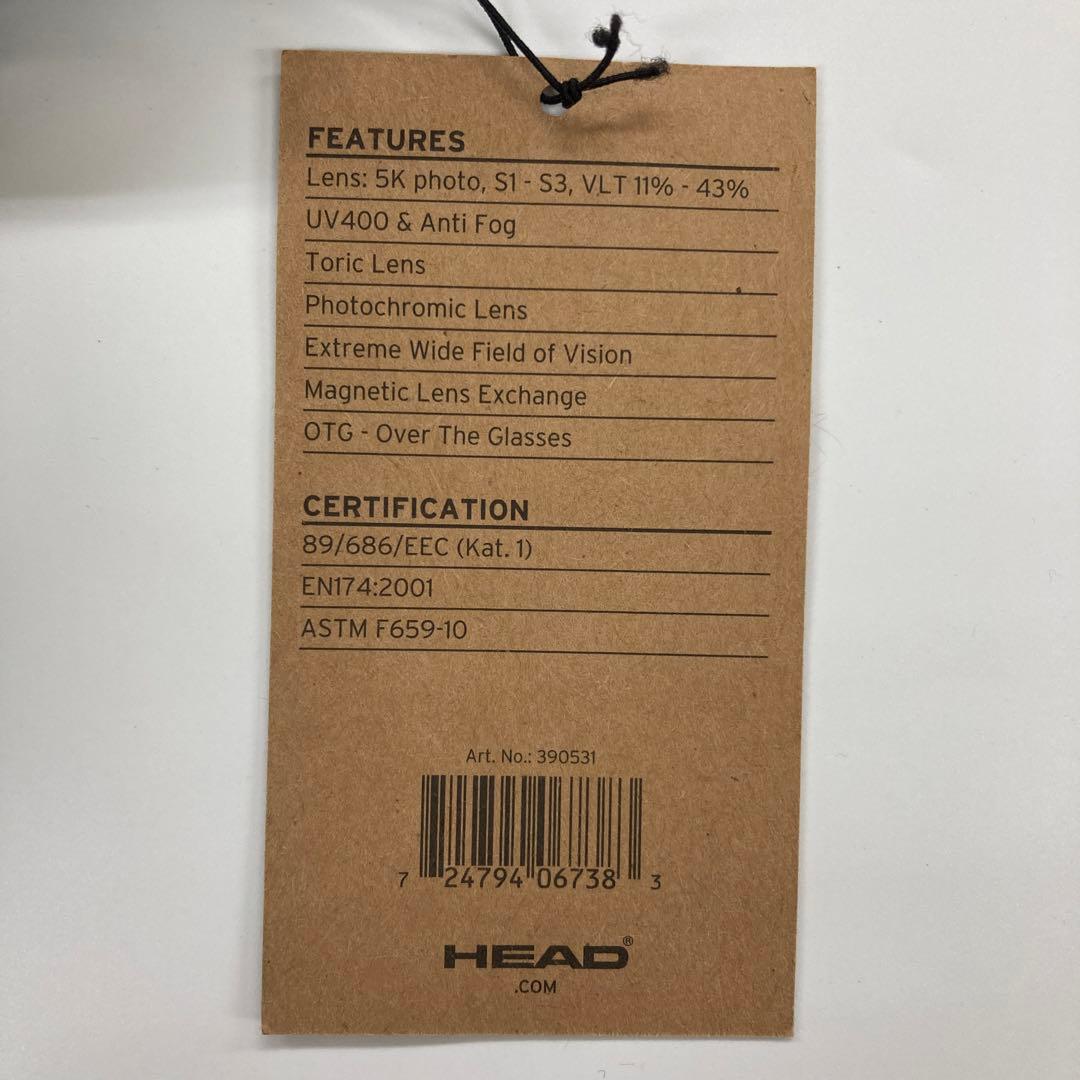 FEATURES
Lens: 5K photo, S1 - S3, VLT 11% - 43%
UV400 & Anti Fog
Toric Lens
Photochromic Lens
Extreme Wide Field of Vision
Magnetic Lens Exchange
OTG - Over The Glasses
CERTIFICATION
89/686/EEC (Kat. 1)
EN174:2001
ASTM F659-10
Art. No.: 390531
7 24794 06738 3
HEAD®
.COM